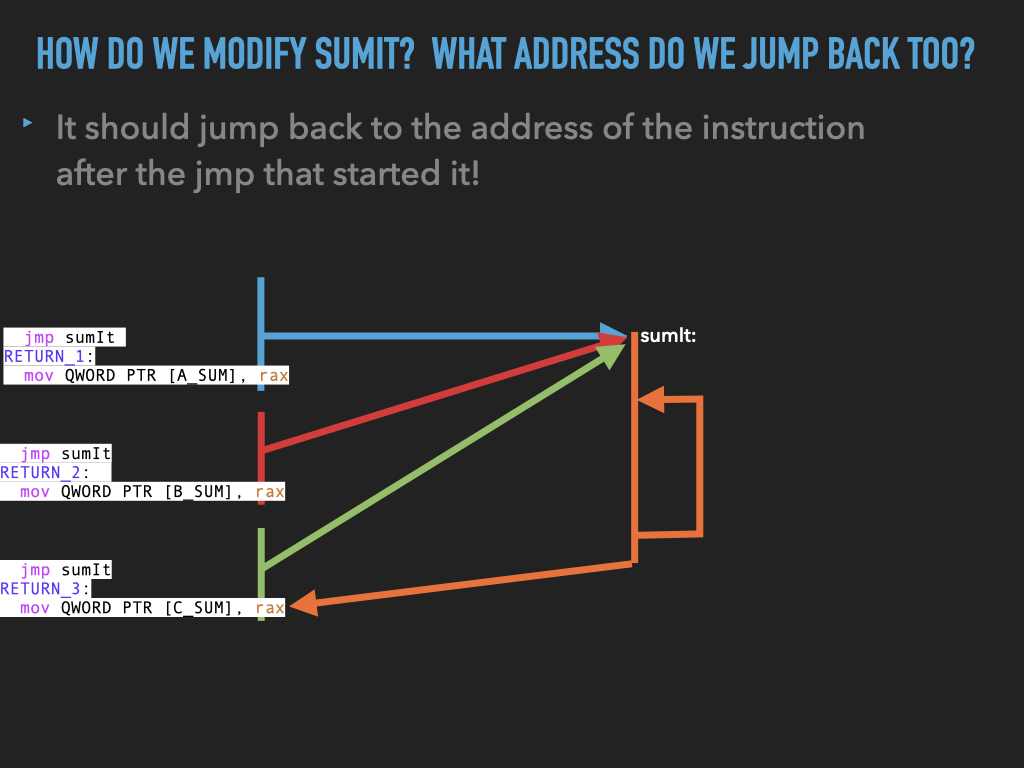 HOW DO WE MODIFY SUMIT? WHAT ADDRESS DO WE JUMP BACK TOO?
It should jump back to the address of the instruction
after the jmp that started it!
jmp sumIt
RETURN_1:
mov QWORD PTR [A_SUM], rax
sumIt:
jmp sumIt
RETURN_2:
mov QWORD PTR [B_SUM], rax
jmp sumIt
RETURN_3:
mov QWORD PTR [C_SUM], rax